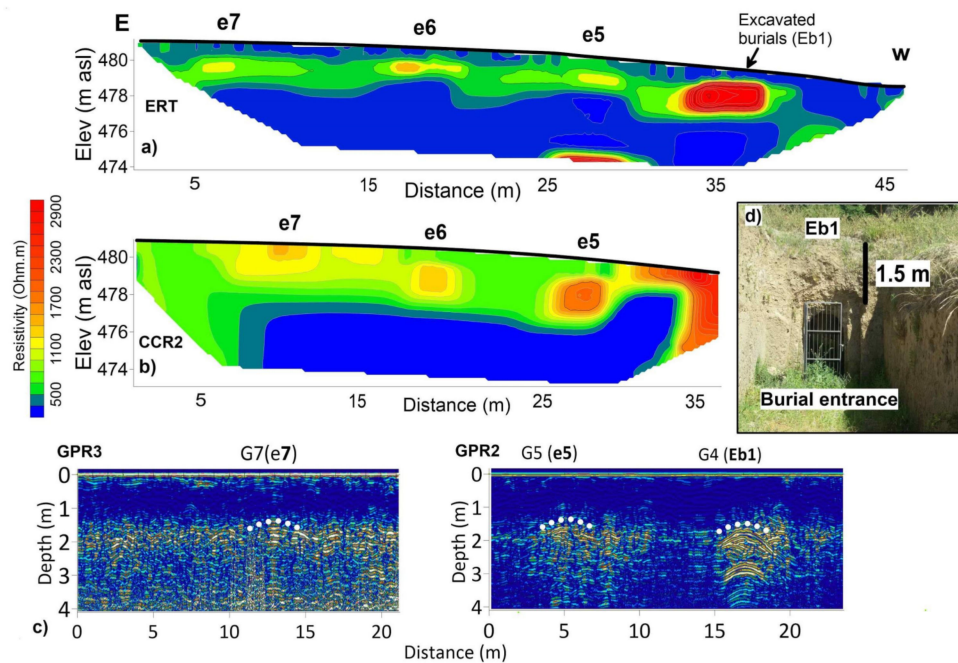 E
e7
e6
e5
Excavated
burials (Eb1)
W
Elev (m asl)
480
478
476
474
ERT
a)
5
15
25
35
45
Distance (m)
Resistivity (Ohm.m)
2900
2300
1700
1100
500
e7
e6
e5
Elev (m asl)
480
478
476
474
CCR2
b)
5
15
25
35
Distance (m)
d)
Eb1
1.5 m
Burial entrance
GPR3
G7(e7)
Depth (m)
0
1
2
3
4
0
5
10
15
20
c)
GPR2
G5 (e5)
G4 (Eb1)
Depth (m)
0
1
2
3
4
0
5
10
15
20
Distance (m)